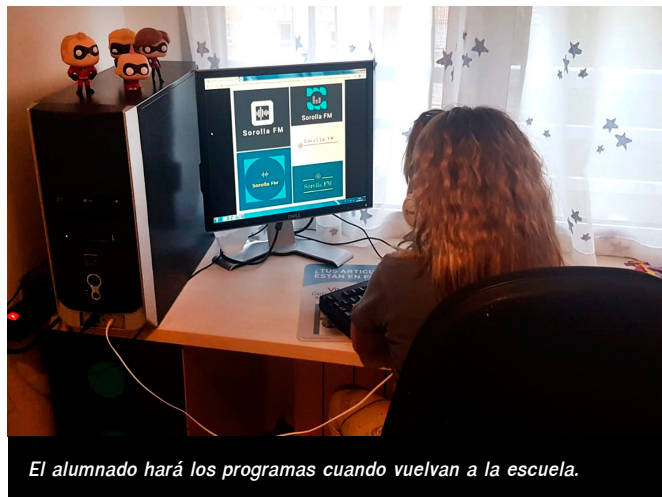 Sorolla FM
Sorolla FM
Sorolla FM
Sorolla FM
Sorolla FM
DELL
¿TUS ARTICU
ESTÁN EN
El alumnado hará los programas cuando vuelvan a la escuela.